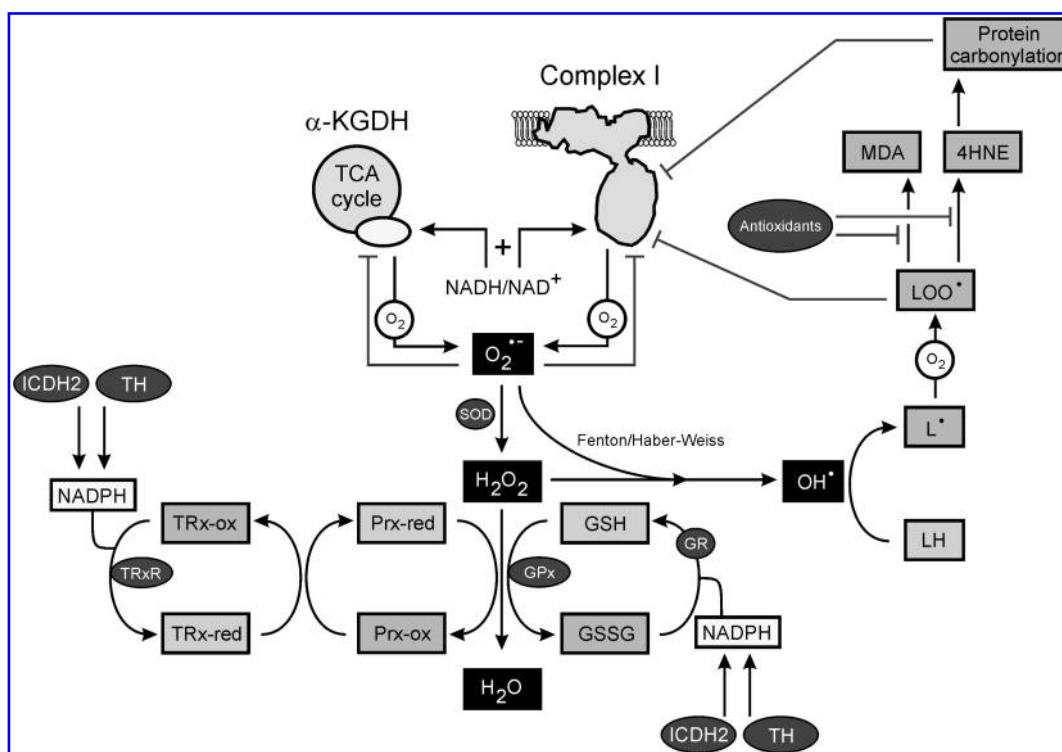 Protein
carbonylation
Complex I
α-KGDH
MDA
4HNE
TCA
cycle
Antioxidants
+
NADH/NAD+
LOO•
O2
O2
O2•-
O2
ICDH2
TH
SOD
L•
Fenton/Haber-Weiss
NADPH
H2O2
OH•
TRx-ox
Prx-red
GSH
GR
LH
TRxR
GPx
TRx-red
Prx-ox
GSSG
NADPH
H2O
ICDH2
TH